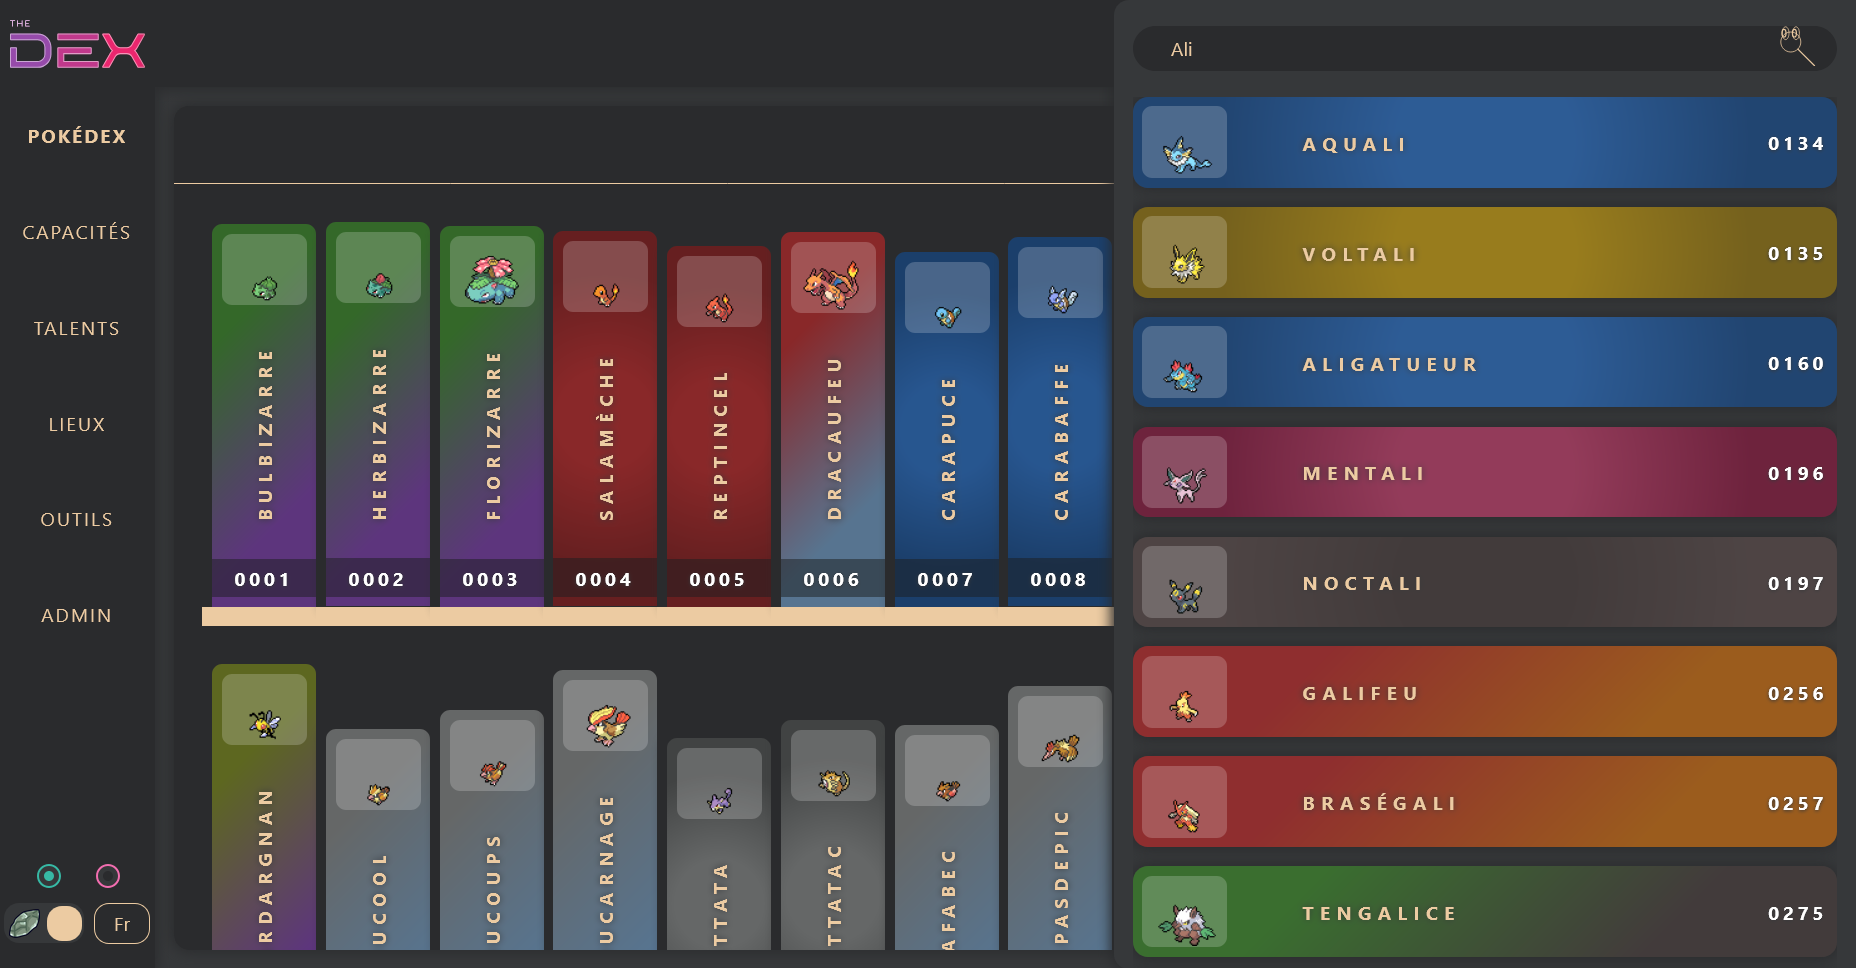 THE
DEX
POKÉDEX
CAPACITÉS
TALENTS
LIEUX
OUTILS
ADMIN
Fr
BULBIZARRE
0001
HERBIZARRE
0002
FLORIZARRE
0003
SALAMÈCHE
0004
REPTINCEL
0005
DRACAUFEU
0006
CARAPUCE
0007
CARABAFFE
0008
RDARGNAN
UCOOL
UCOUPS
UCARNAGE
TTATA
TTATAC
AFABEC
PASDEPIC
Ali
AQUALI
0134
VOLTALI
0135
ALIGATUEUR
0160
MENTALI
0196
NOCTALI
0197
GALIFEU
0256
BRASÉGALI
0257
TENGALICE
0275